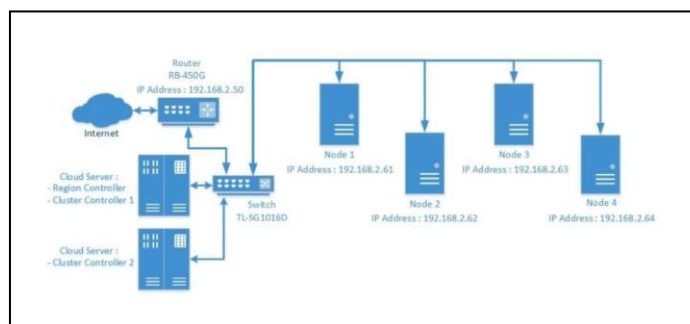 Router
RB-450G
IP Address : 192.168.2.50
Internet
Node 1
IP Address : 192.168.2.61
Node 3
IP Address : 192.168.2.63
Cloud Server :
- Region Controller
- Cluster Controller 1
Switch
TL-SG1016D
Node 2
IP Address : 192.168.2.62
Node 4
IP Address : 192.168.2.64
Cloud Server :
- Cluster Controller 2